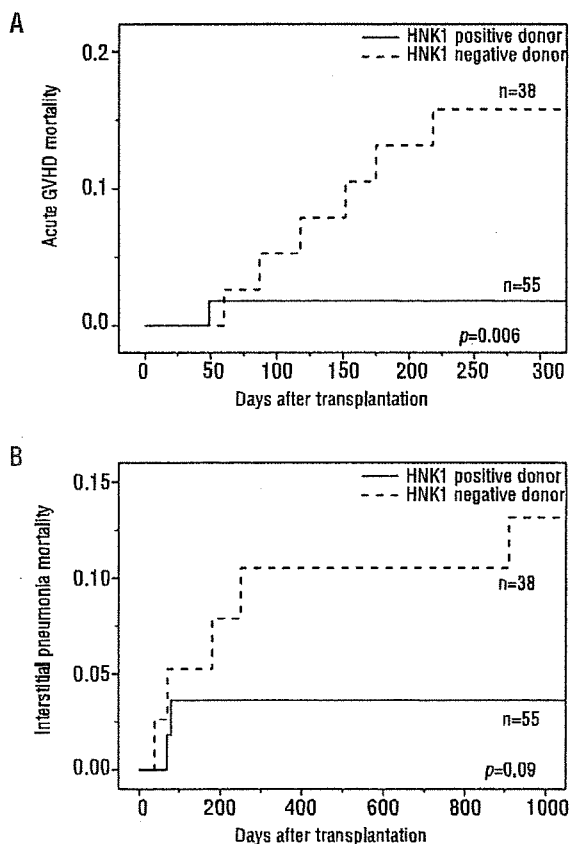 A
HNK1 positive donor
HNK1 negative donor
0.2
0.1
0.0
Acute GVHD mortality
n=38
n=55
p=0.006
0 50 100 150 200 250 300
Days after transplantation
B
HNK1 positive donor
HNK1 negative donor
0.15
0.10
0.05
0.00
Interstitial pneumonia mortality
n=38
n=55
p=0.09
0 200 400 600 800 1000
Days after transplantation